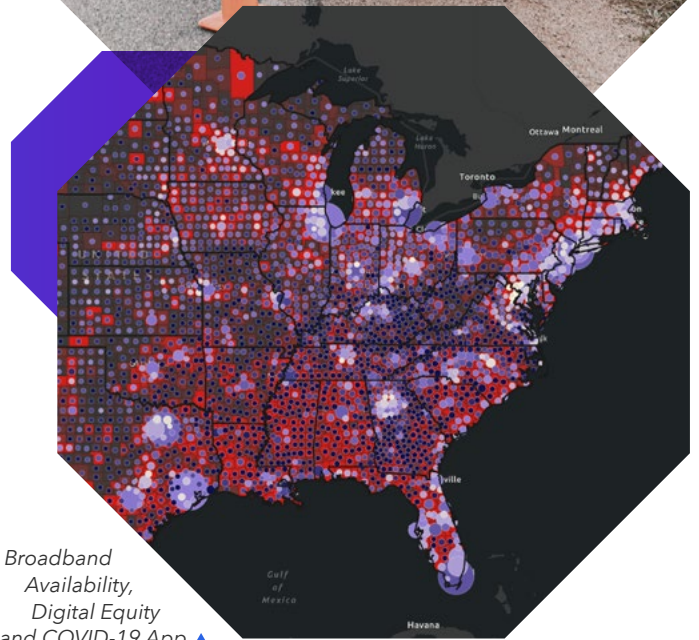 Lake
Superior
Lake
Huron
Ottawa
Montreal
Toronto
kee
ville
Gulf
of
Mexico
Havana
Broadband
Availability,
Digital Equity
and COVID-19 App